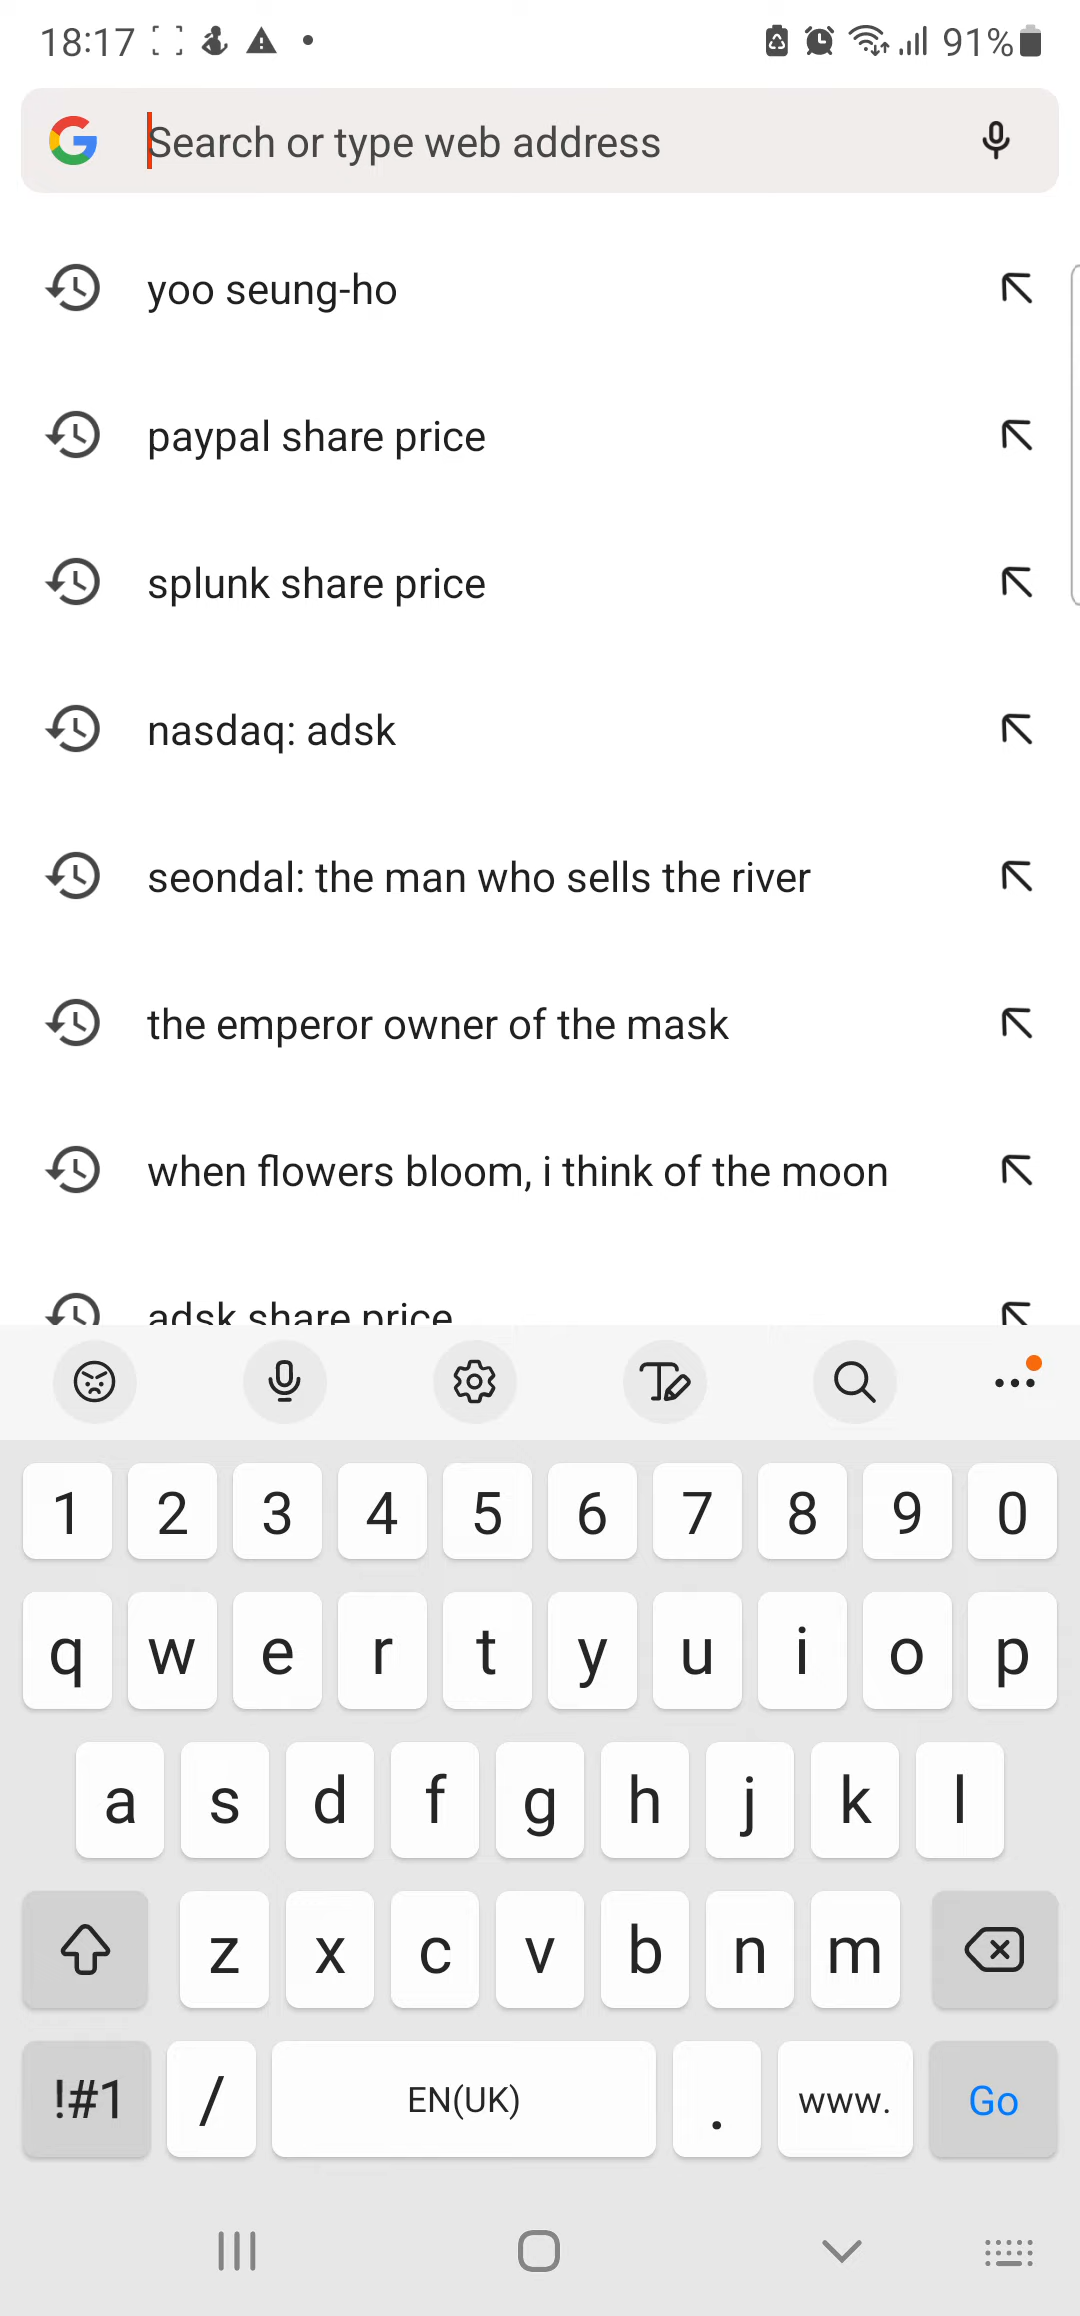 18:17
91%
Search or type web address
yoo seung-ho
paypal share price
splunk share price
nasdaq: adsk
seondal: the man who sells the river
the emperor owner of the mask
when flowers bloom, i think of the moon
adsk share price
1 2 3 4 5 6 7 8 9 0
q w e r t y u i o p
a s d f g h j k l
z x c v b n m
!#1 / EN(UK) . www. Go